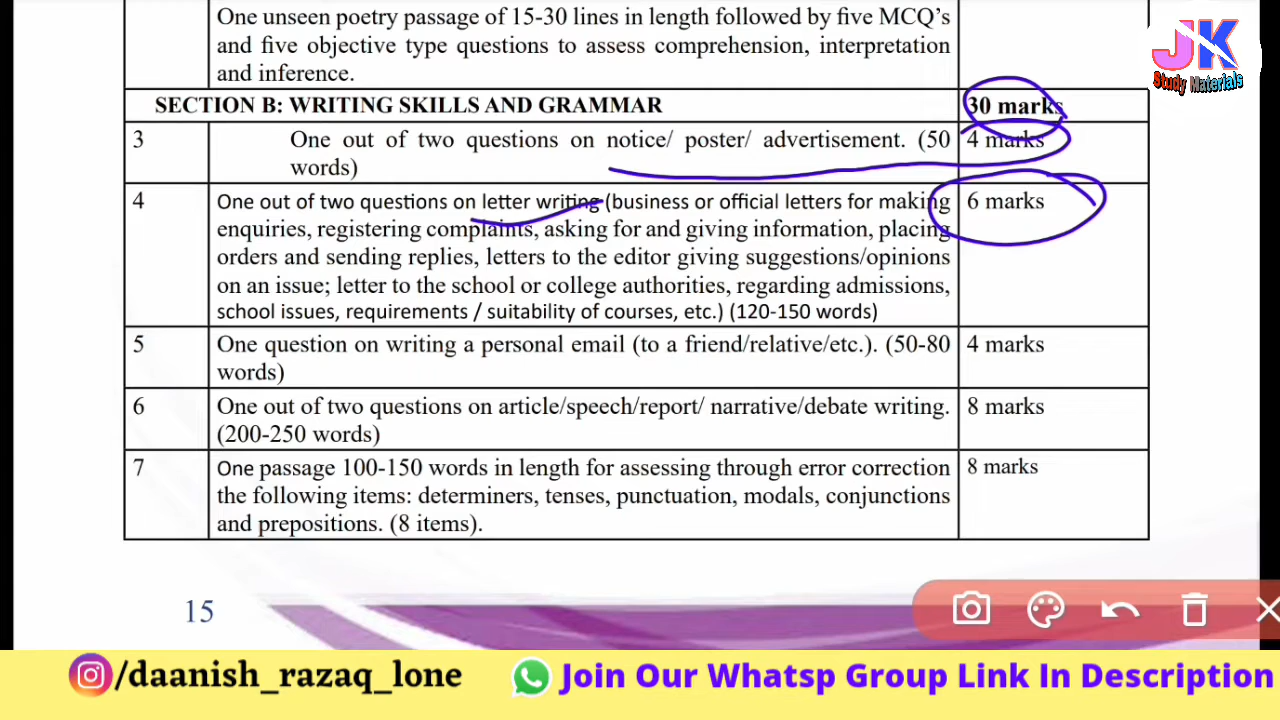 One unseen poetry passage of 15-30 lines in length followed by five MCQ's
and five objective type questions to assess comprehension, interpretation
and inference.
JK
Study Materials
SECTION B: WRITING SKILLS AND GRAMMAR 30 marks
3 One out of two questions on notice/ poster/ advertisement. (50 4 marks
words)
4 One out of two questions on letter writing (business or official letters for making 6 marks
enquiries, registering complaints, asking for and giving information, placing
orders and sending replies, letters to the editor giving suggestions/opinions
on an issue; letter to the school or college authorities, regarding admissions,
school issues, requirements / suitability of courses, etc.) (120-150 words)
5 One question on writing a personal email (to a friend/relative/etc.). (50-80 4 marks
words)
6 One out of two questions on article/speech/report/ narrative/debate writing. 8 marks
(200-250 words)
7 One passage 100-150 words in length for assessing through error correction 8 marks
the following items: determiners, tenses, punctuation, modals, conjunctions
and prepositions. (8 items).
15
/daanish_razaq_lone Join Our Whatsp Group Link In Description